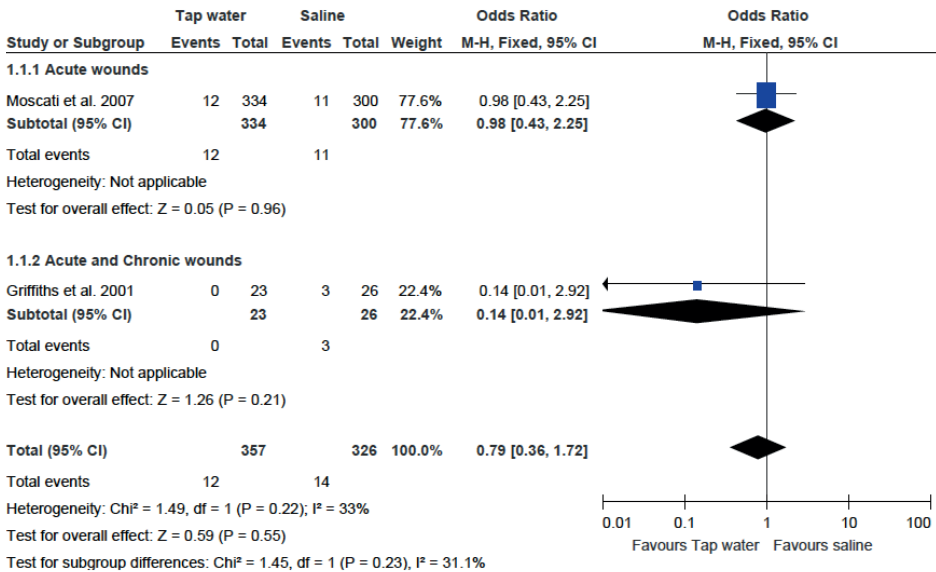 Tap water Saline Odds Ratio Odds Ratio
Study or Subgroup Events Total Events Total Weight M-H, Fixed, 95% CI M-H, Fixed, 95% CI
1.1.1 Acute wounds
Moscati et al. 2007 12 334 11 300 77.6% 0.98 [0.43, 2.25]
Subtotal (95% CI) 334 300 77.6% 0.98 [0.43, 2.25]
Total events 12 11
Heterogeneity: Not applicable
Test for overall effect: Z = 0.05 (P = 0.96)
1.1.2 Acute and Chronic wounds
Griffiths et al. 2001 0 23 3 26 22.4% 0.14 [0.01, 2.92]
Subtotal (95% CI) 23 26 22.4% 0.14 [0.01, 2.92]
Total events 0 3
Heterogeneity: Not applicable
Test for overall effect: Z = 1.26 (P = 0.21)
Total (95% CI) 357 326 100.0% 0.79 [0.36, 1.72]
Total events 12 14
Heterogeneity: Chi² = 1.49, df = 1 (P = 0.22); I² = 33%
Test for overall effect: Z = 0.59 (P = 0.55)
Test for subgroup differences: Chi² = 1.45, df = 1 (P = 0.23), I² = 31.1%
0.01 0.1 1 10 100
Favours Tap water Favours saline